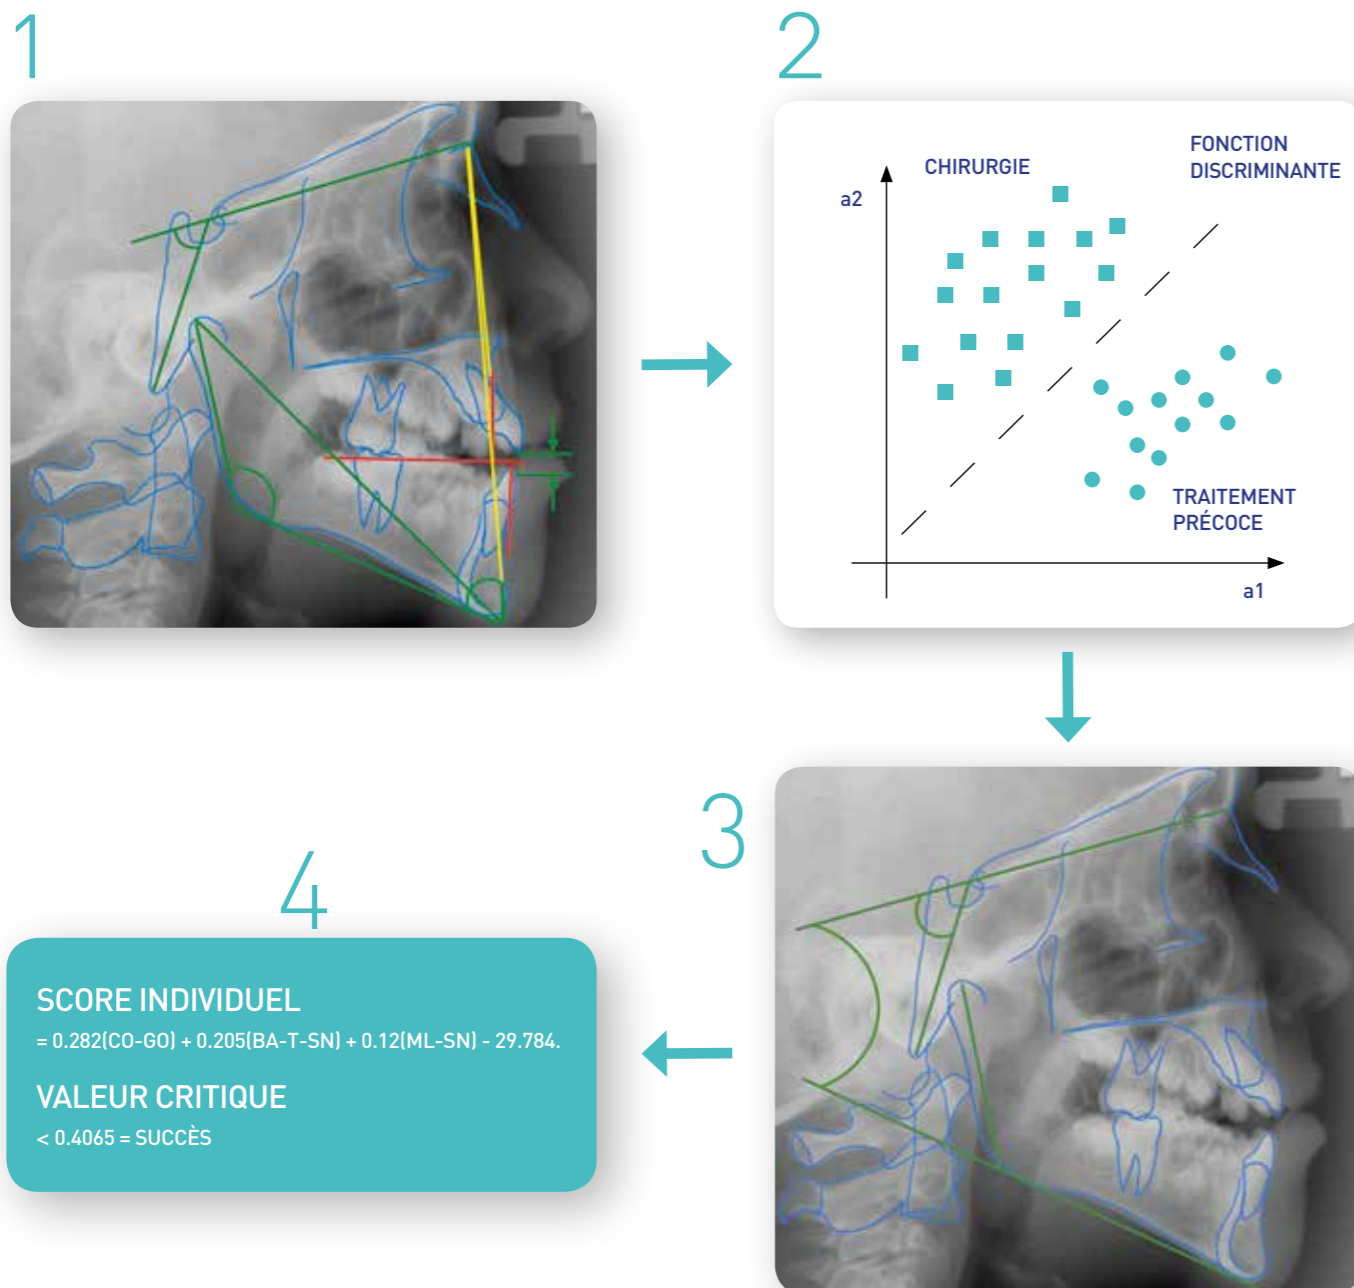 1
2
CHIRURGIE
FONCTION
DISCRIMINANTE
a2
TRAITEMENT
PRÉCOCE
a1
3
4
SCORE INDIVIDUEL
= 0.282(CO-GO) + 0.205(BA-T-SN) + 0.12(ML-SN) - 29.784.
VALEUR CRITIQUE
< 0.4065 = SUCCÈS